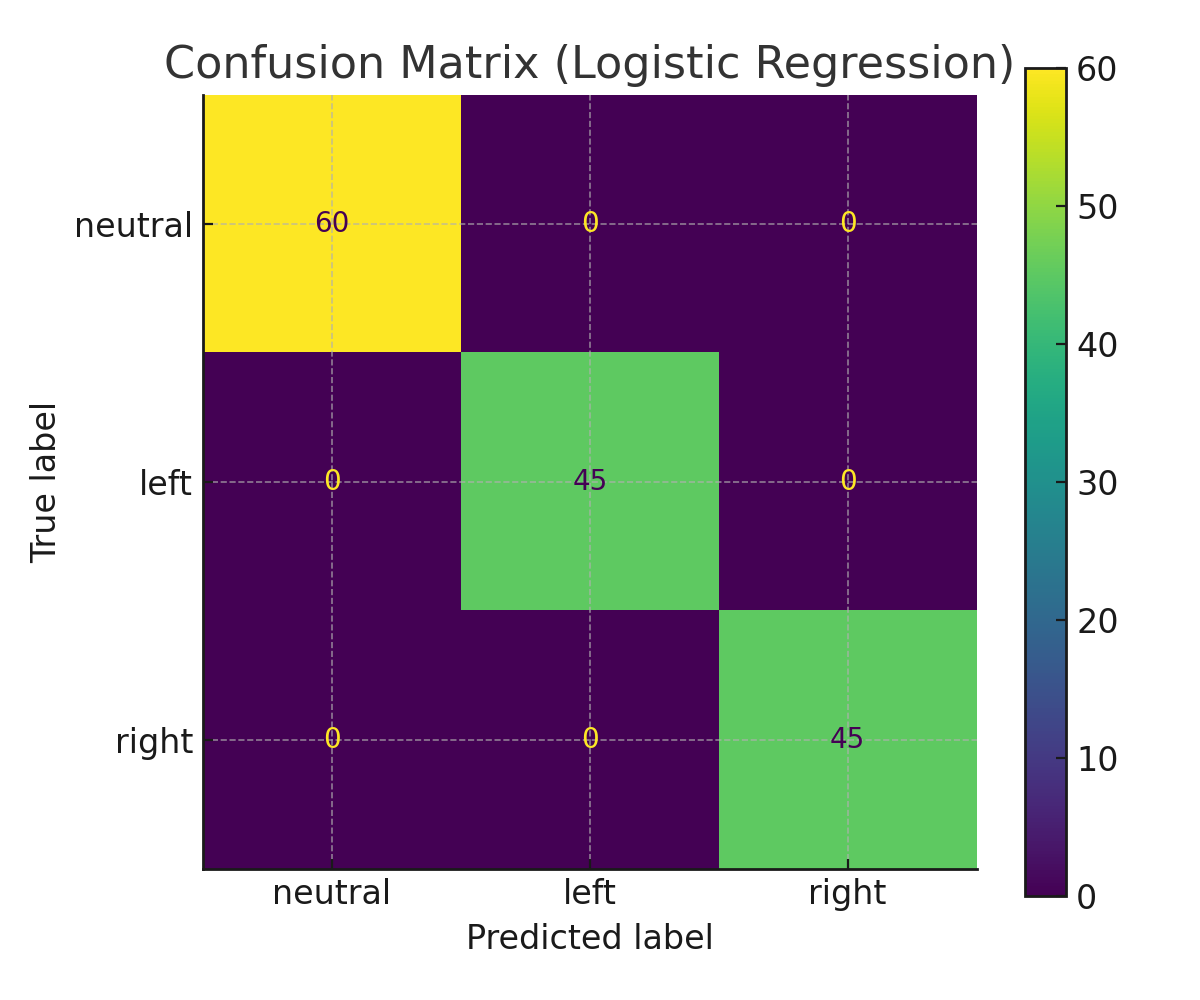 Confusion Matrix (Logistic Regression)
60
50
40
30
20
10
0
True label
neutral 60 0 0
left 0 45 0
right 0 0 45
neutral left right
Predicted label